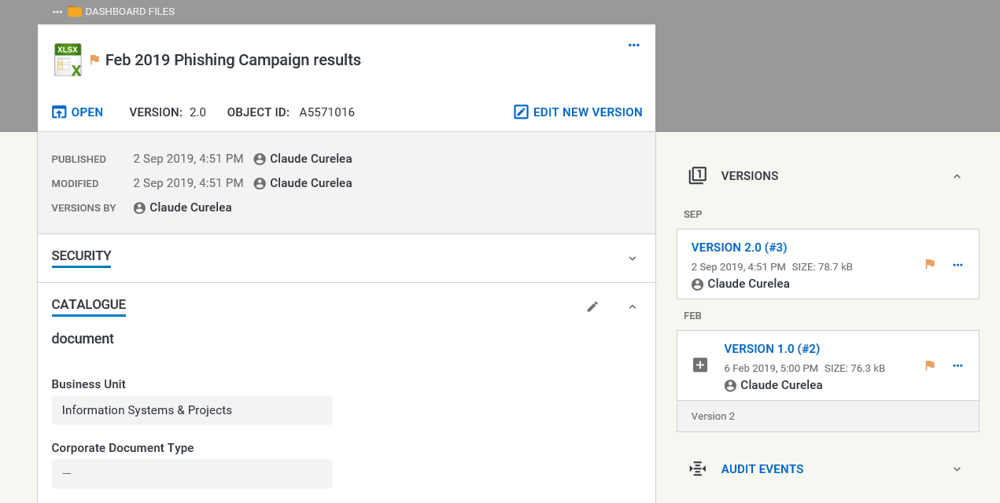 DASHBOARD FILES
XLSX
X
Feb 2019 Phishing Campaign results
OPEN VERSION: 2.0 OBJECT ID: A5571016 EDIT NEW VERSION
PUBLISHED 2 Sep 2019, 4:51 PM Claude Curelea
MODIFIED 2 Sep 2019, 4:51 PM Claude Curelea
VERSIONS BY Claude Curelea
SECURITY
CATALOGUE
document
Business Unit
Information Systems & Projects
Corporate Document Type
—
1 VERSIONS
SEP
VERSION 2.0 (#3)
2 Sep 2019, 4:51 PM SIZE: 78.7 kB
Claude Curelea
FEB
VERSION 1.0 (#2)
6 Feb 2019, 5:00 PM SIZE: 76.3 kB
Claude Curelea
Version 2
AUDIT EVENTS